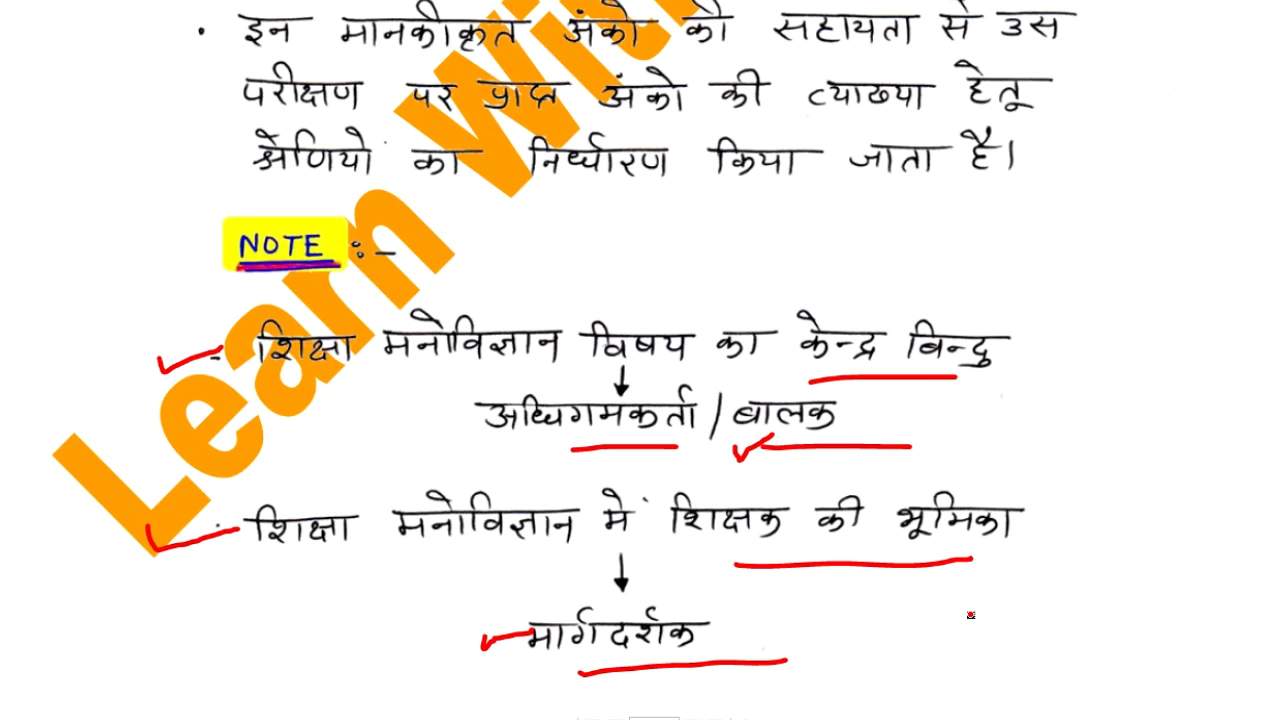 • इन मानकीकृत अंको की सहायता से उस
परीक्षण पर प्राप्त अंको की व्याख्या हेतू
श्रेणियो का निर्धारण किया जाता है।
NOTE :-
शिक्षा मनोविज्ञान विषय का केन्द्र बिन्दु
↓
अधिगमकर्ता / बालक
शिक्षा मनोविज्ञान में शिक्षक की भूमिका
↓
मार्गदर्शक
Learn With